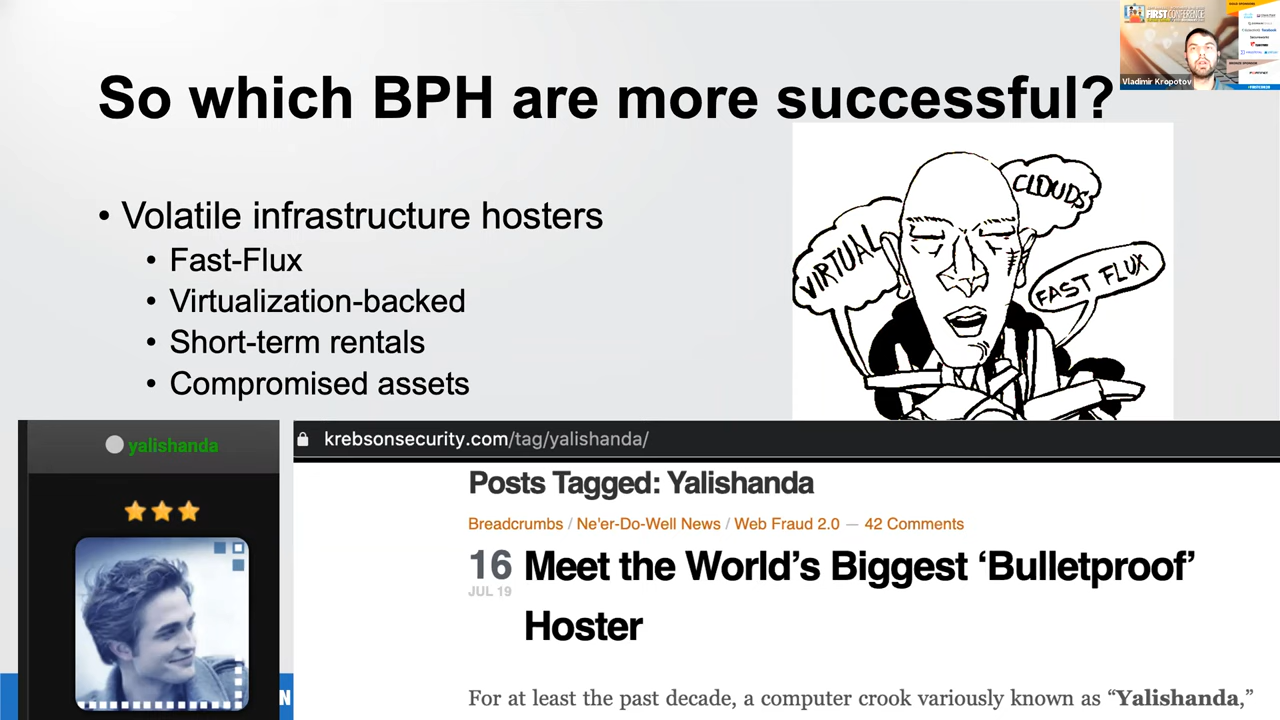 So which BPH are more successful?
FIRSTCONFERENCE
Vladimir Kropotov
• Volatile infrastructure hosters
• Fast-Flux
• Virtualization-backed
• Short-term rentals
• Compromised assets
CLOUDS
VIRTUAL
FAST FLUX
yalishanda
krebsonsecurity.com/tag/yalishanda/
Posts Tagged: Yalishanda
Breadcrumbs / Ne'er-Do-Well News / Web Fraud 2.0 — 42 Comments
16
JUL 19
Meet the World's Biggest ‘Bulletproof’
Hoster
For at least the past decade, a computer crook variously known as “Yalishanda,”
N